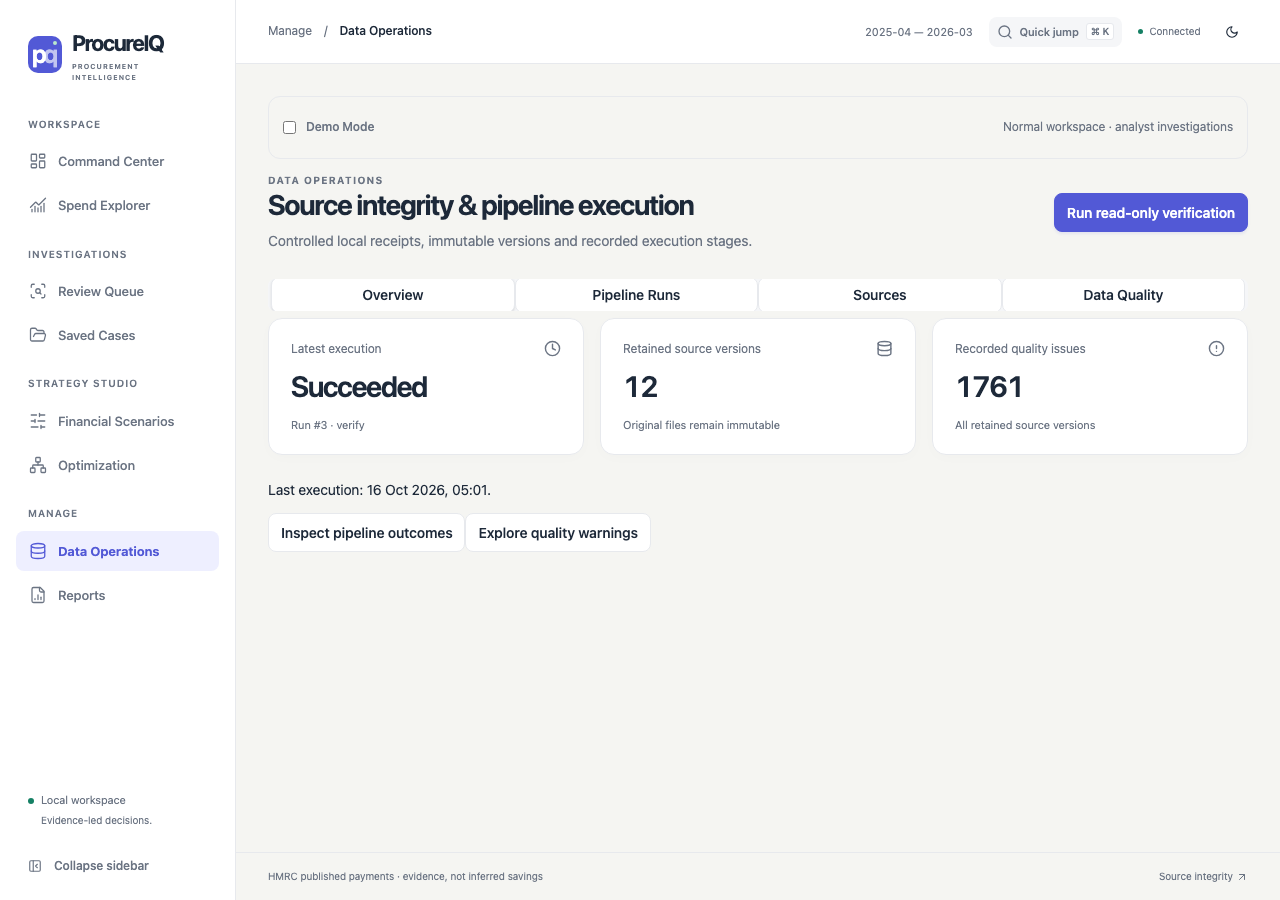 pq
ProcureIQ
PROCUREMENT
INTELLIGENCE
WORKSPACE
Command Center
Spend Explorer
INVESTIGATIONS
Review Queue
Saved Cases
STRATEGY STUDIO
Financial Scenarios
Optimization
MANAGE
Data Operations
Reports
Local workspace
Evidence-led decisions.
Collapse sidebar
Manage / Data Operations
2025-04 — 2026-03
Quick jump ⌘ K
Connected
Demo Mode
Normal workspace · analyst investigations
DATA OPERATIONS
Source integrity & pipeline execution
Controlled local receipts, immutable versions and recorded execution stages.
Run read-only verification
Overview
Pipeline Runs
Sources
Data Quality
Latest execution
Succeeded
Run #3 · verify
Retained source versions
12
Original files remain immutable
Recorded quality issues
1761
All retained source versions
Last execution: 16 Oct 2026, 05:01.
Inspect pipeline outcomes
Explore quality warnings
HMRC published payments · evidence, not inferred savings
Source integrity